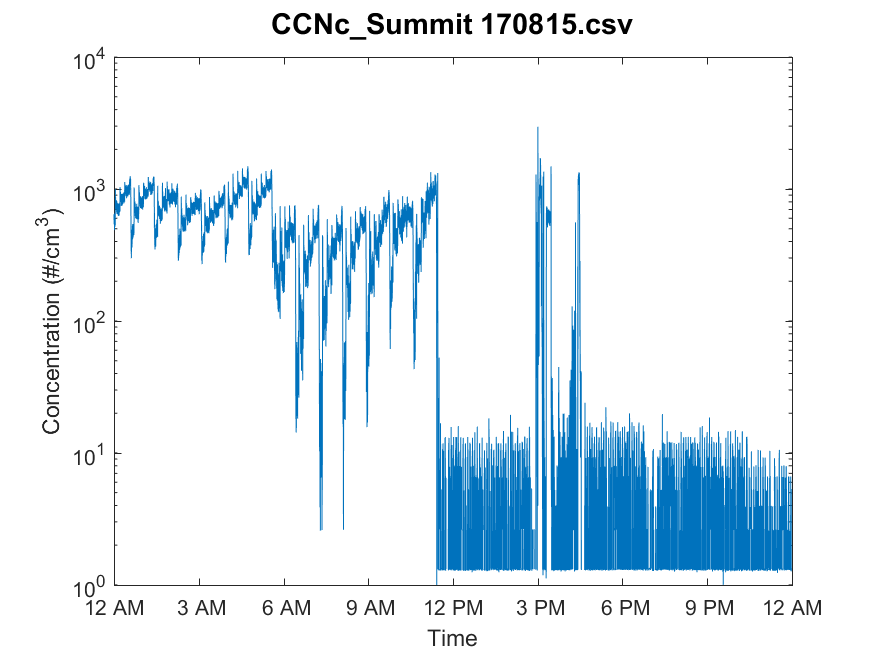 CCNc_Summit 170815.csv
10^4
10^3
10^2
10^1
10^0
Concentration (#/cm^3)
12 AM 3 AM 6 AM 9 AM 12 PM 3 PM 6 PM 9 PM 12 AM
Time